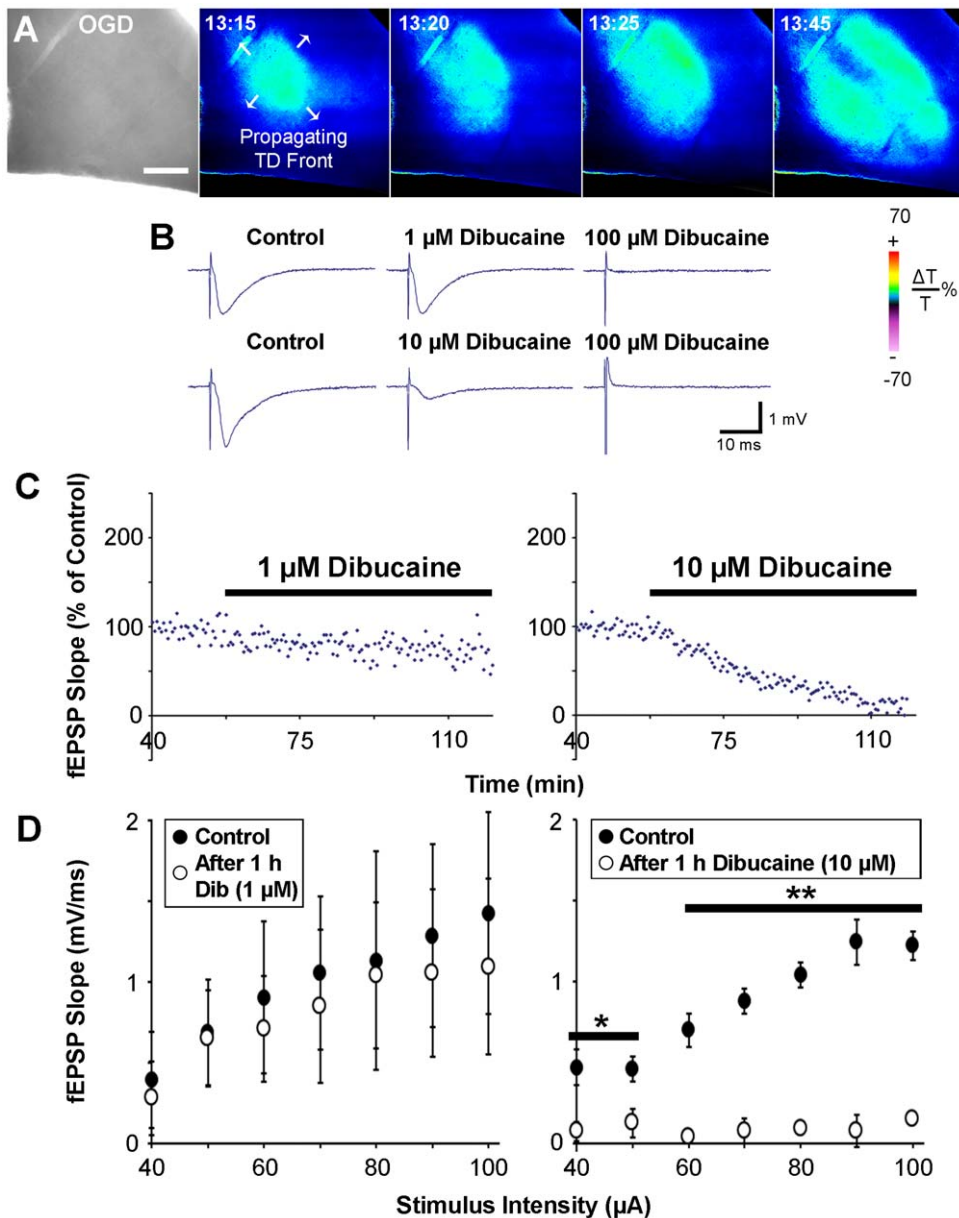 A
OGD
13:15
13:20
13:25
13:45
Propagating
TD Front
B
Control
1 µM Dibucaine
100 µM Dibucaine
Control
10 µM Dibucaine
100 µM Dibucaine
1 mV
10 ms
70
+
ΔT
T
%
-
-70
C
fEPSP Slope (% of Control)
200
100
0
40
75
110
1 µM Dibucaine
200
100
0
40
75
110
10 µM Dibucaine
Time (min)
D
fEPSP Slope (mV/ms)
2
1
0
40
60
80
100
Control
After 1 h
Dib (1 µM)
2
1
0
40
60
80
100
Control
After 1 h Dibucaine (10 µM)
*
**
Stimulus Intensity (µA)